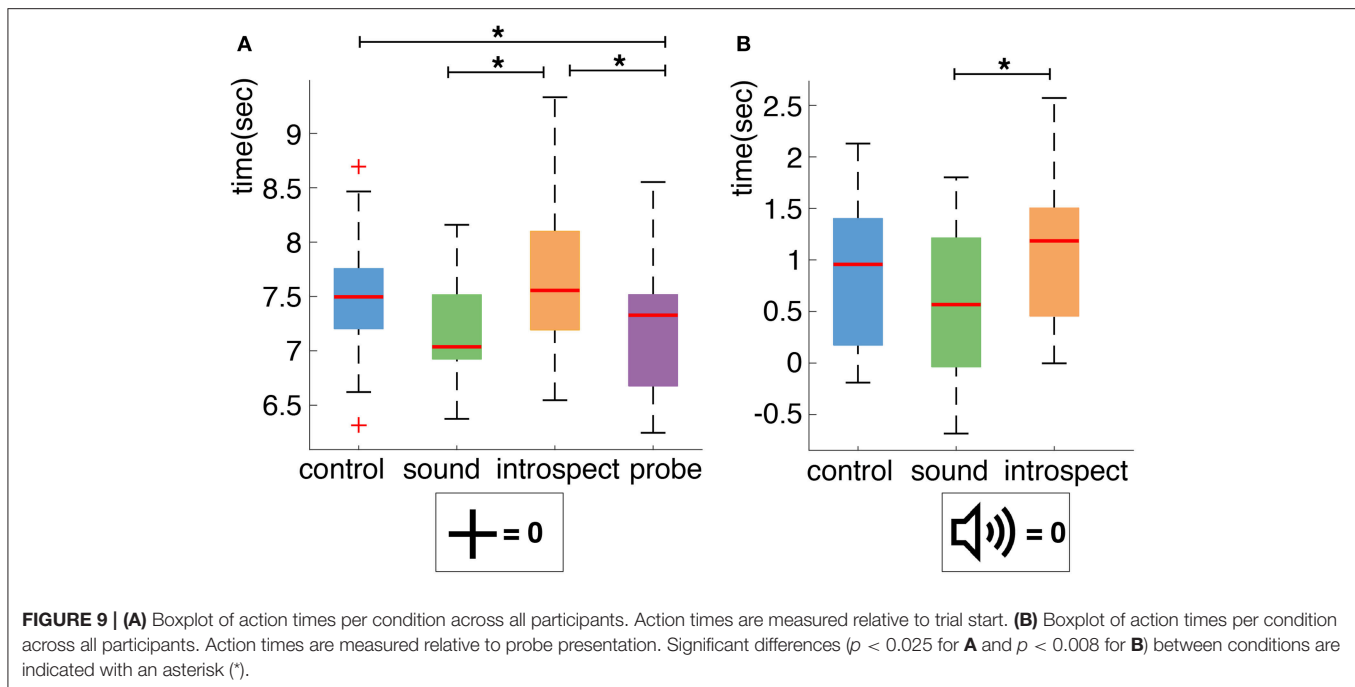 A
*
*
*
time(sec)
9
8.5
8
7.5
7
6.5
control sound introspect probe
= 0
B
*
time(sec)
2.5
2
1.5
1
0.5
0
-0.5
control sound introspect
= 0
FIGURE 9 | (A) Boxplot of action times per condition across all participants. Action times are measured relative to trial start. (B) Boxplot of action times per condition
across all participants. Action times are measured relative to probe presentation. Significant differences (p < 0.025 for A and p < 0.008 for B) between conditions are
indicated with an asterisk (*).